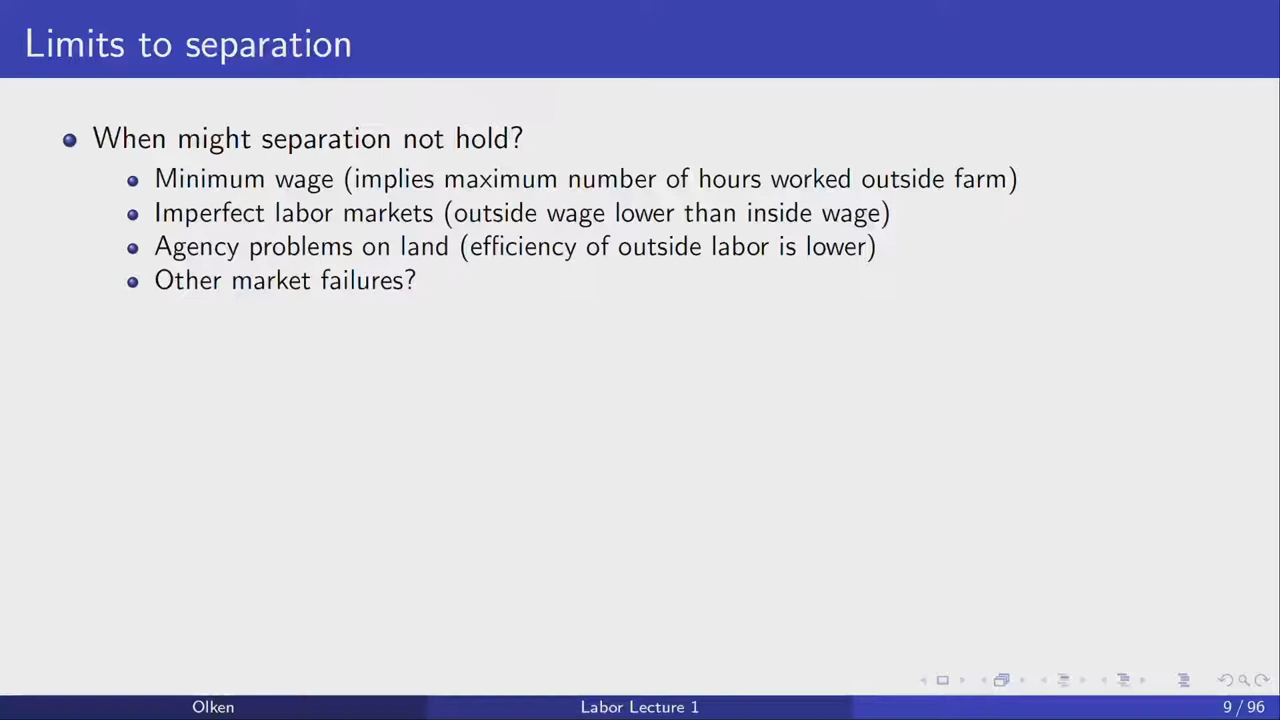 Limits to separation
When might separation not hold?
Minimum wage (implies maximum number of hours worked outside farm)
Imperfect labor markets (outside wage lower than inside wage)
Agency problems on land (efficiency of outside labor is lower)
Other market failures?
Olken
Labor Lecture 1
9 / 96